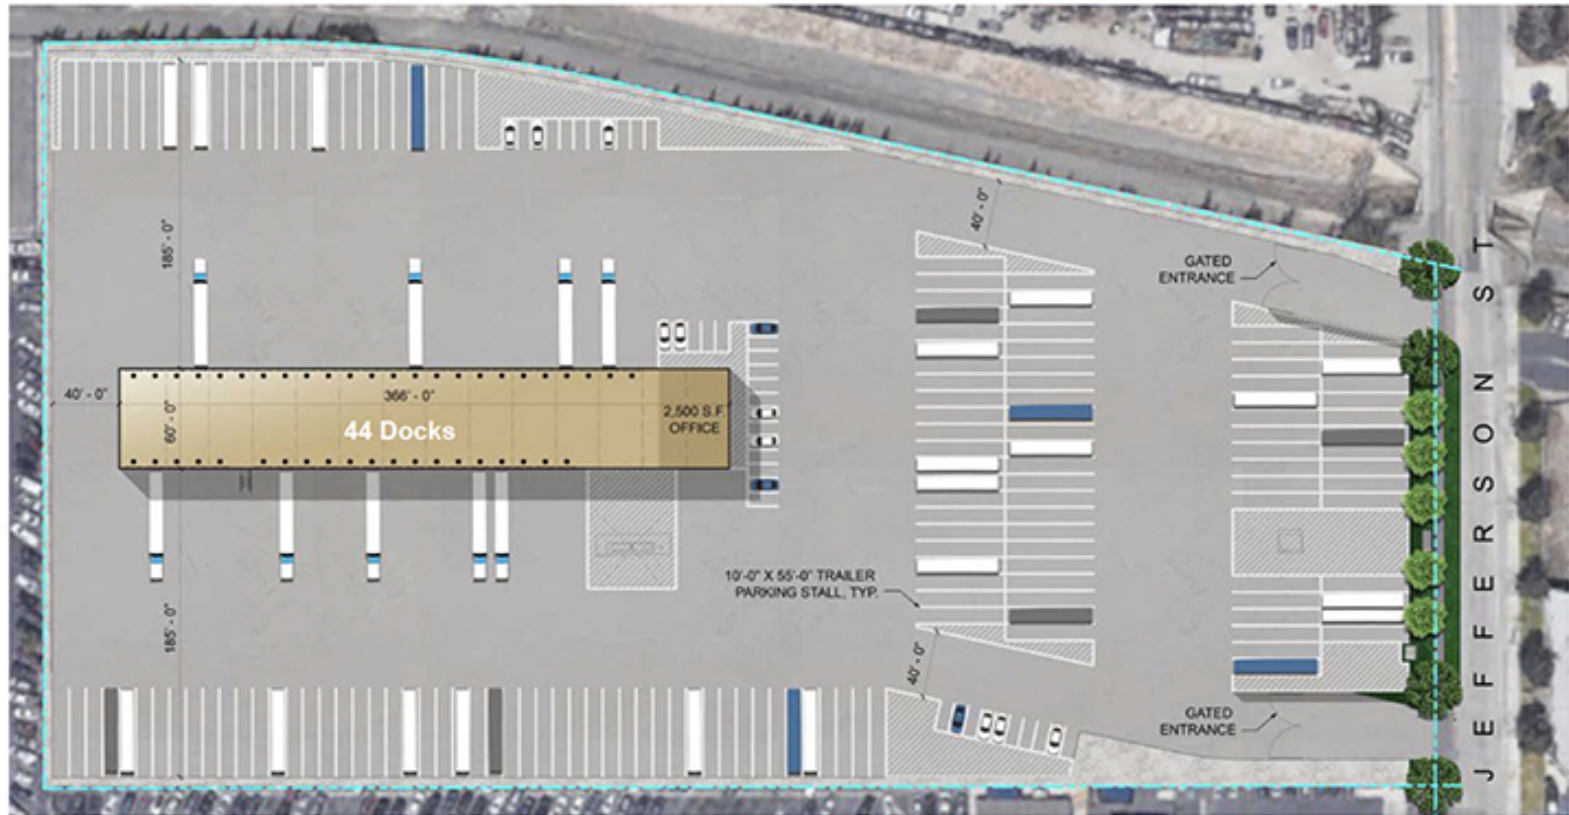 185' - 0"
40' - 0"
GATED
ENTRANCE
40' - 0"
366' - 0"
60' - 0"
44 Docks
2,500 S.F.
OFFICE
10'-0" X 55'-0" TRAILER
PARKING STALL, TYP.
185' - 0"
40' - 0"
GATED
ENTRANCE
JEFFERSON ST